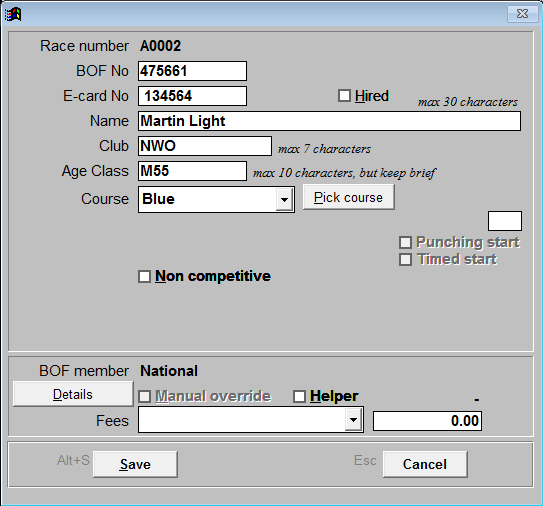 Race number A0002
BOF No 475661
E-card No 134564 Hired max 30 characters
Name Martin Light
Club NWO max 7 characters
Age Class M55 max 10 characters, but keep brief
Course Blue Pick course
Punching start
Timed start
Non competitive
BOF member National
Details Manual override Helper -
Fees 0.00
Alt+S Save Esc Cancel